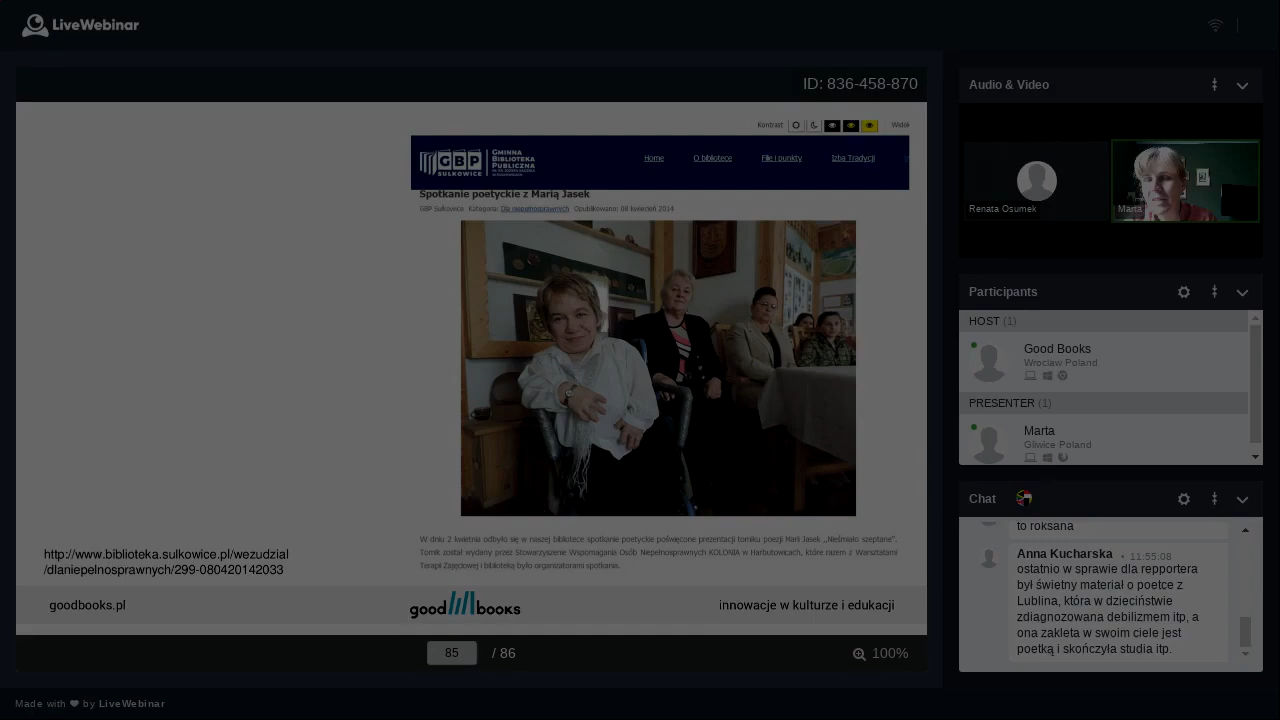 LiveWebinar
ID: 836-458-870
Kontrast
Widok
GBP
SUŁKOWICE
GMINNA
BIBLIOTEKA
PUBLICZNA
Home
O bibliotece
Filie i punkty
Izba Tradycji
Spotkanie poetyckie z Marią Jasek
GBP Sułkowice Kategoria: Dla niepełnosprawnych Opublikowano: 08 kwiecień 2014
W dniu 2 kwietnia odbyło się w naszej bibliotece spotkanie poetyckie poświęcone prezentacji tomiku poezji Marii Jasek „Nieśmiało szeptane”.
Tomik został wydany przez Stowarzyszenie Wspomagania Osób Niepełnosprawnych KOLONIA w Harbutowicach, które razem z Warsztatami
Terapii Zajęciowej i biblioteką było organizatorami spotkania.
http://www.biblioteka.sulkowice.pl/wezudzial
/dlaniepelnosprawnych/299-080420142033
goodbooks.pl
good books
innowacje w kulturze i edukacji
85 / 86
100%
Made with by LiveWebinar
Audio & Video
Renata Osumek
Marta
Participants
HOST (1)
Good Books
Wroclaw Poland
PRESENTER (1)
Marta
Gliwice Poland
Chat
to roksana
Anna Kucharska • 11:55:08
ostatnio w sprawie dla repportera
był świetny materiał o poetce z
Lublina, która w dzieciństwie
zdiagnozowana debilizmem itp, a
ona zakleta w swoim ciele jest
poetką i skończyła studia itp.